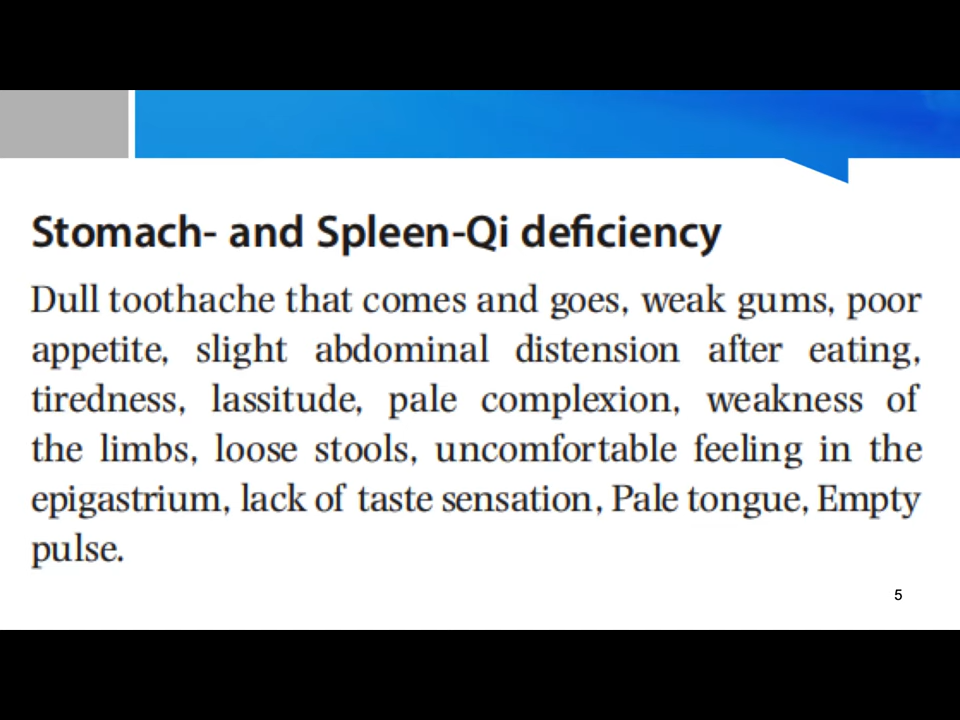 Stomach- and Spleen-Qi deficiency
Dull toothache that comes and goes, weak gums, poor
appetite, slight abdominal distension after eating,
tiredness, lassitude, pale complexion, weakness of
the limbs, loose stools, uncomfortable feeling in the
epigastrium, lack of taste sensation, Pale tongue, Empty
pulse.
5